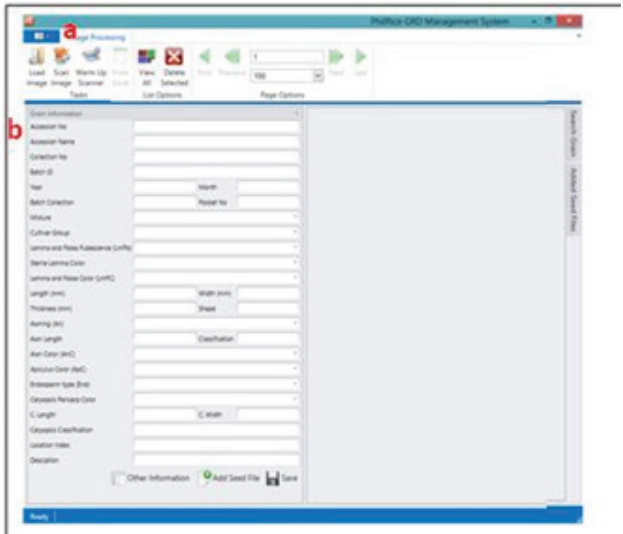 PhilRice GRD Management System
a
Image Processing
Load Image
Scan Image
Warm Up Scanner
View All
Delete Selected
First
Previous
1
100
Next
Last
Tasks
List Options
Page Options
b
Grain Information
Accession No
Accession Name
Collection No
Batch ID
Year Month
Batch Collection Packet No
Mixture
Cultivar Group
Lemma and Palea Pubescence (LmPb)
Sterile Lemma Color
Lemma and Palea Color (LmPC)
Length (mm) Width (mm)
Thickness (mm) Shape
Awning (An)
Awn Length Classification
Awn Color (AnC)
Apiculus Color (ApC)
Endosperm type (End)
Caryopsis Pericarp Color
C. Length C. Width
Caryopsis Classification
Location Index
Description
Other Information
Add Seed File
Save
Search Grain
Added Seed Files
Ready